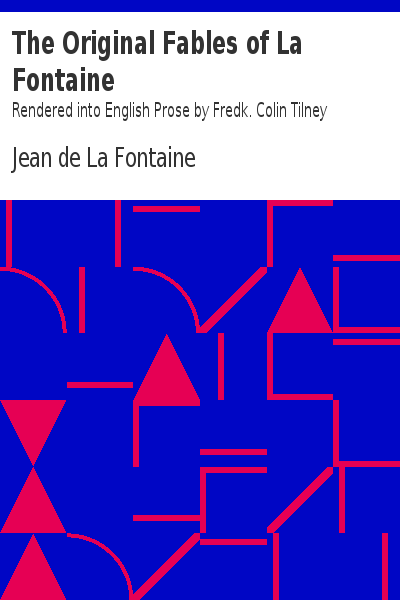 The Original Fables of La
Fontaine
Rendered into English Prose by Fredk. Colin Tilney
Jean de La Fontaine